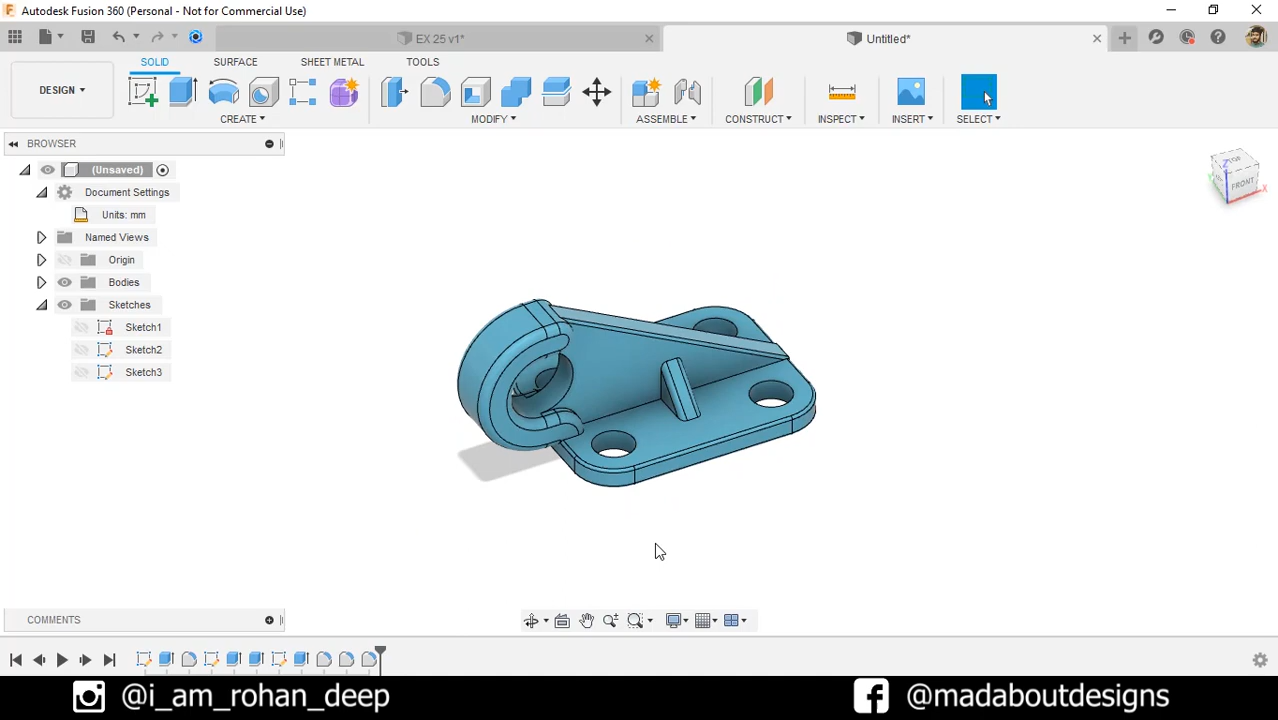 Autodesk Fusion 360 (Personal - Not for Commercial Use)
EX 25 v1*
Untitled*
SOLID
SURFACE
SHEET METAL
TOOLS
DESIGN
CREATE
MODIFY
ASSEMBLE
CONSTRUCT
INSPECT
INSERT
SELECT
BROWSER
(Unsaved)
Document Settings
Units: mm
Named Views
Origin
Bodies
Sketches
Sketch1
Sketch2
Sketch3
TOP
FRONT
Z
X
COMMENTS
@i_am_rohan_deep
@madaboutdesigns